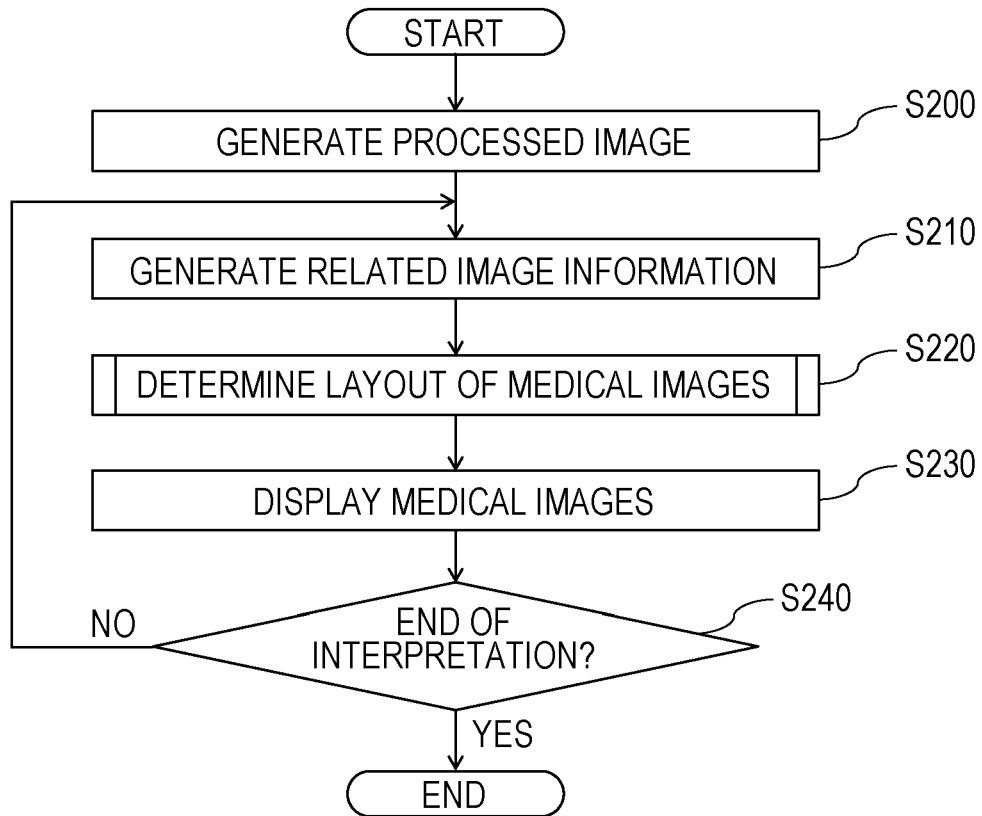 START
S200
GENERATE PROCESSED IMAGE
S210
GENERATE RELATED IMAGE INFORMATION
S220
DETERMINE LAYOUT OF MEDICAL IMAGES
S230
DISPLAY MEDICAL IMAGES
S240
NO
END OF
INTERPRETATION?
YES
END